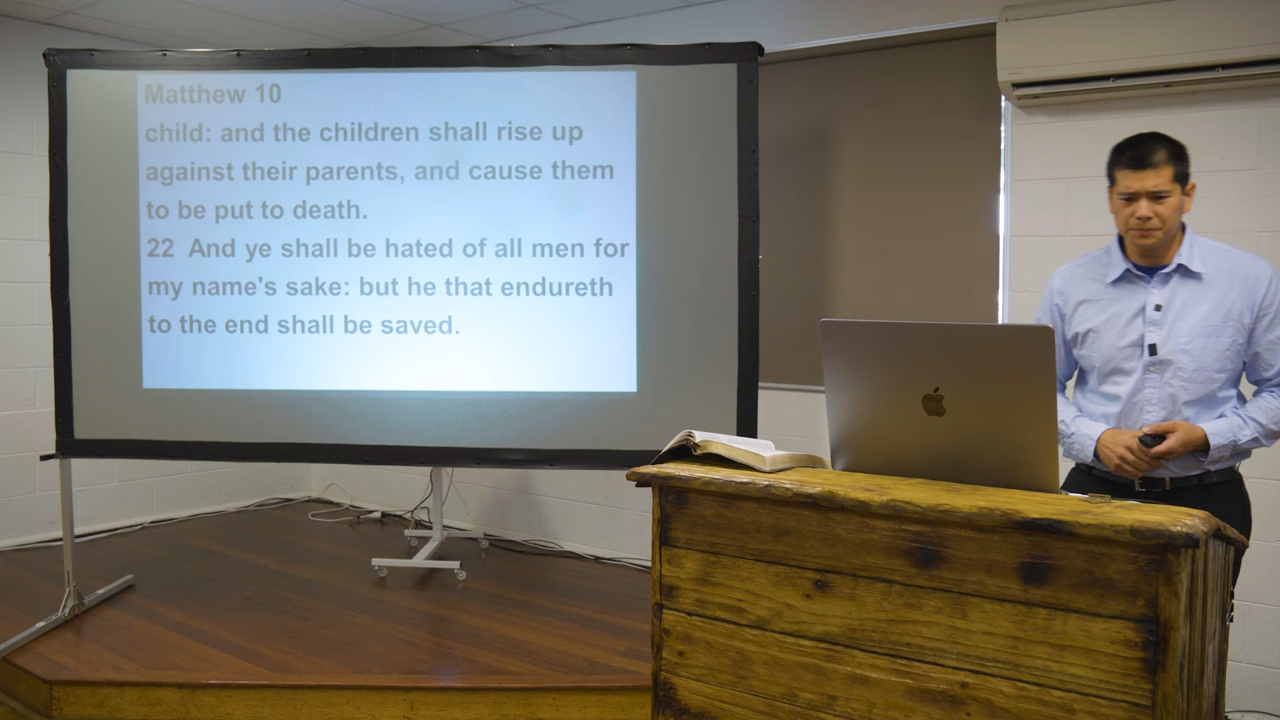 Matthew 10
child: and the children shall rise up
against their parents, and cause them
to be put to death.
22 And ye shall be hated of all men for
my name's sake: but he that endureth
to the end shall be saved.